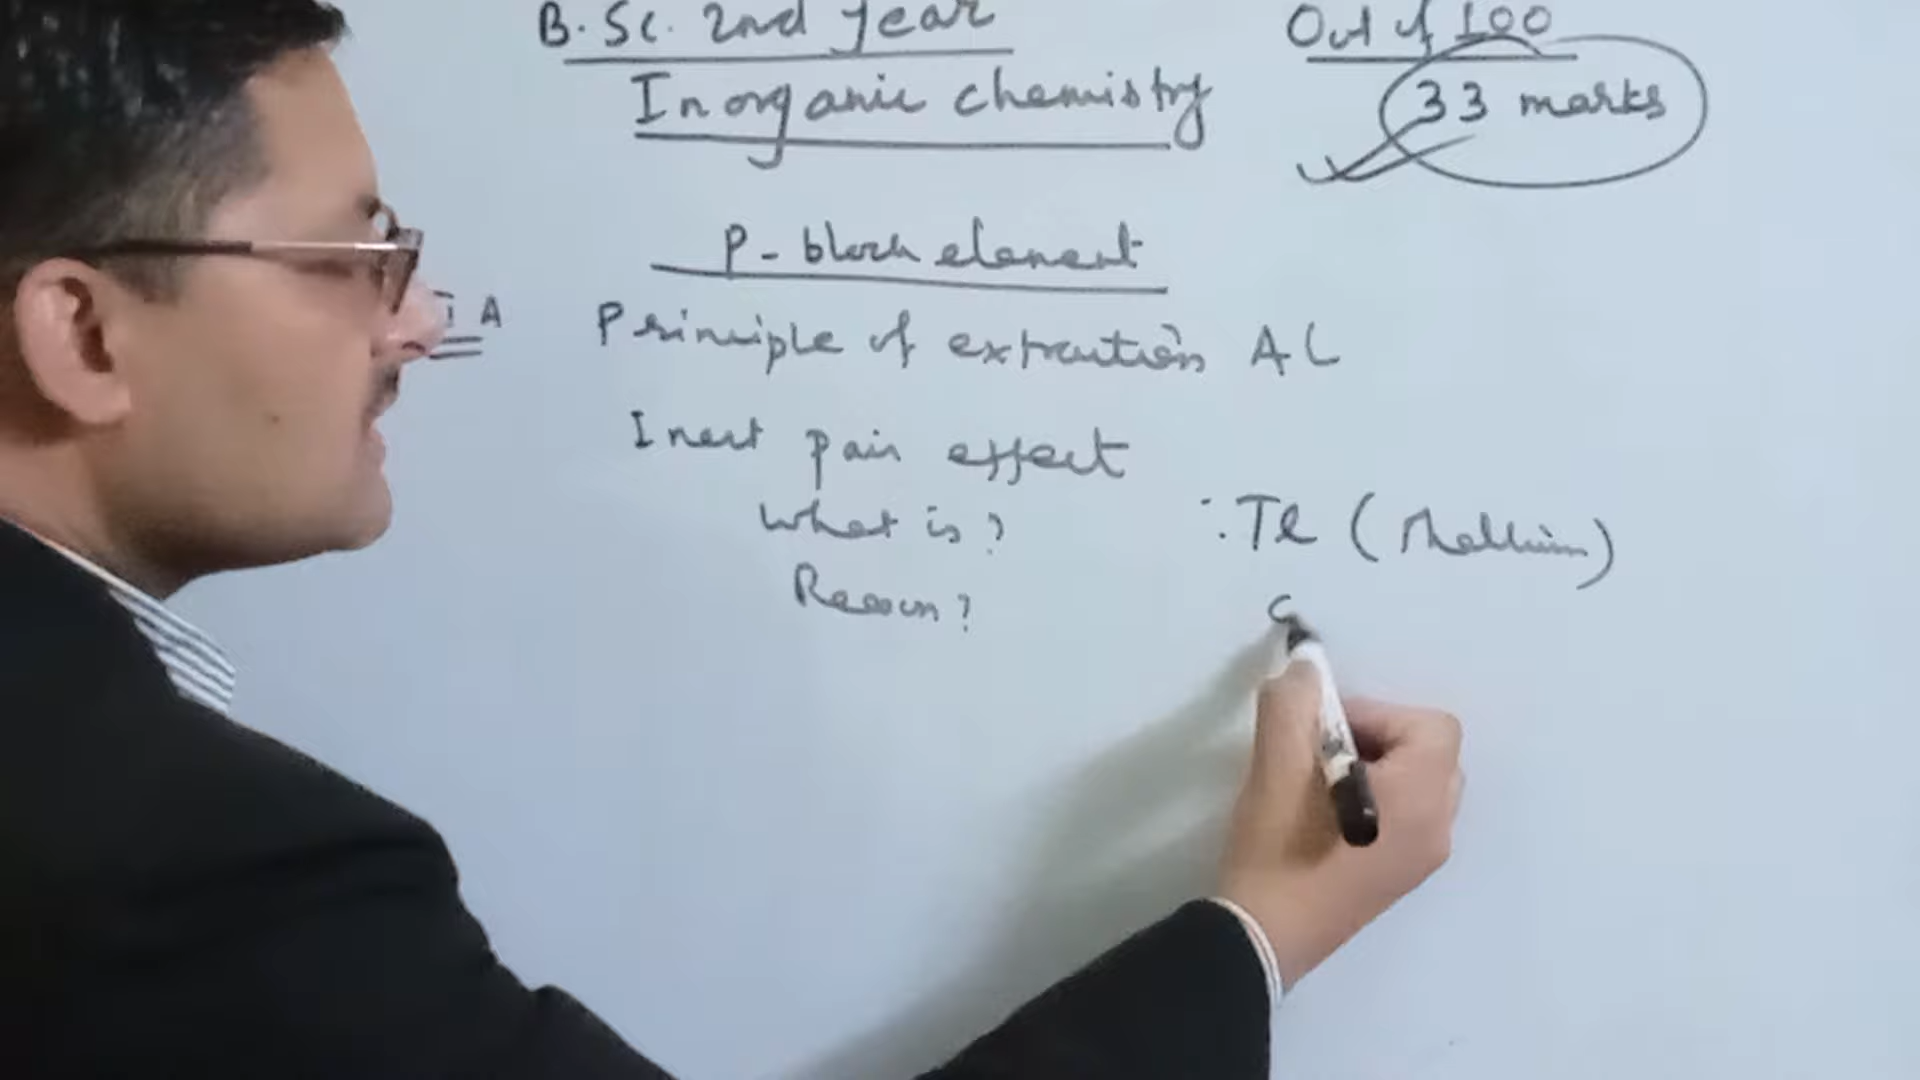 B.Sc. 2nd year
Out of 100
Inorganic chemistry
33 marks
P-block element
A
Principle of extraction AL
Inert pair effect
what is?
:Tl (Thallium)
Reason?